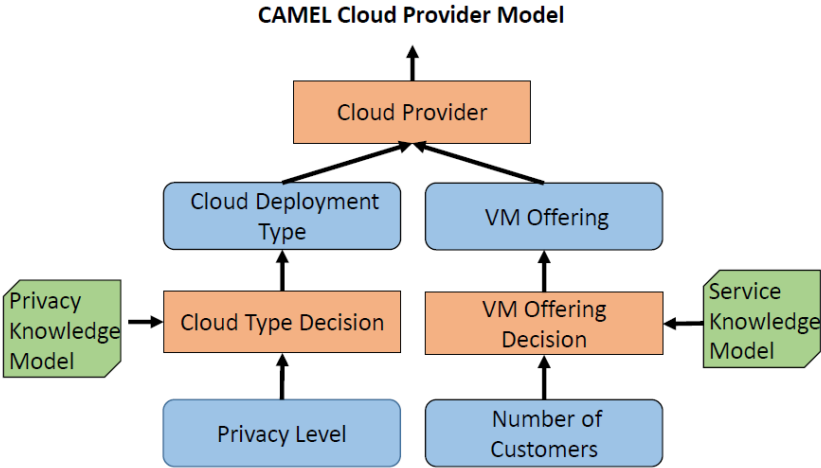 CAMEL Cloud Provider Model
Cloud Provider
Cloud Deployment
Type
VM Offering
Privacy
Knowledge
Model
Cloud Type Decision
VM Offering
Decision
Service
Knowledge
Model
Privacy Level
Number of
Customers